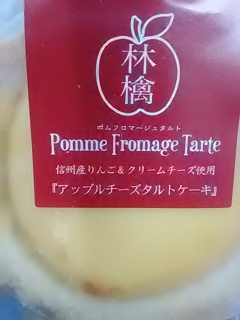 林檎
ポムフロマージュタルト
Pomme Fromage Tarte
信州産りんご&クリームチーズ使用
『アップルチーズタルトケーキ』